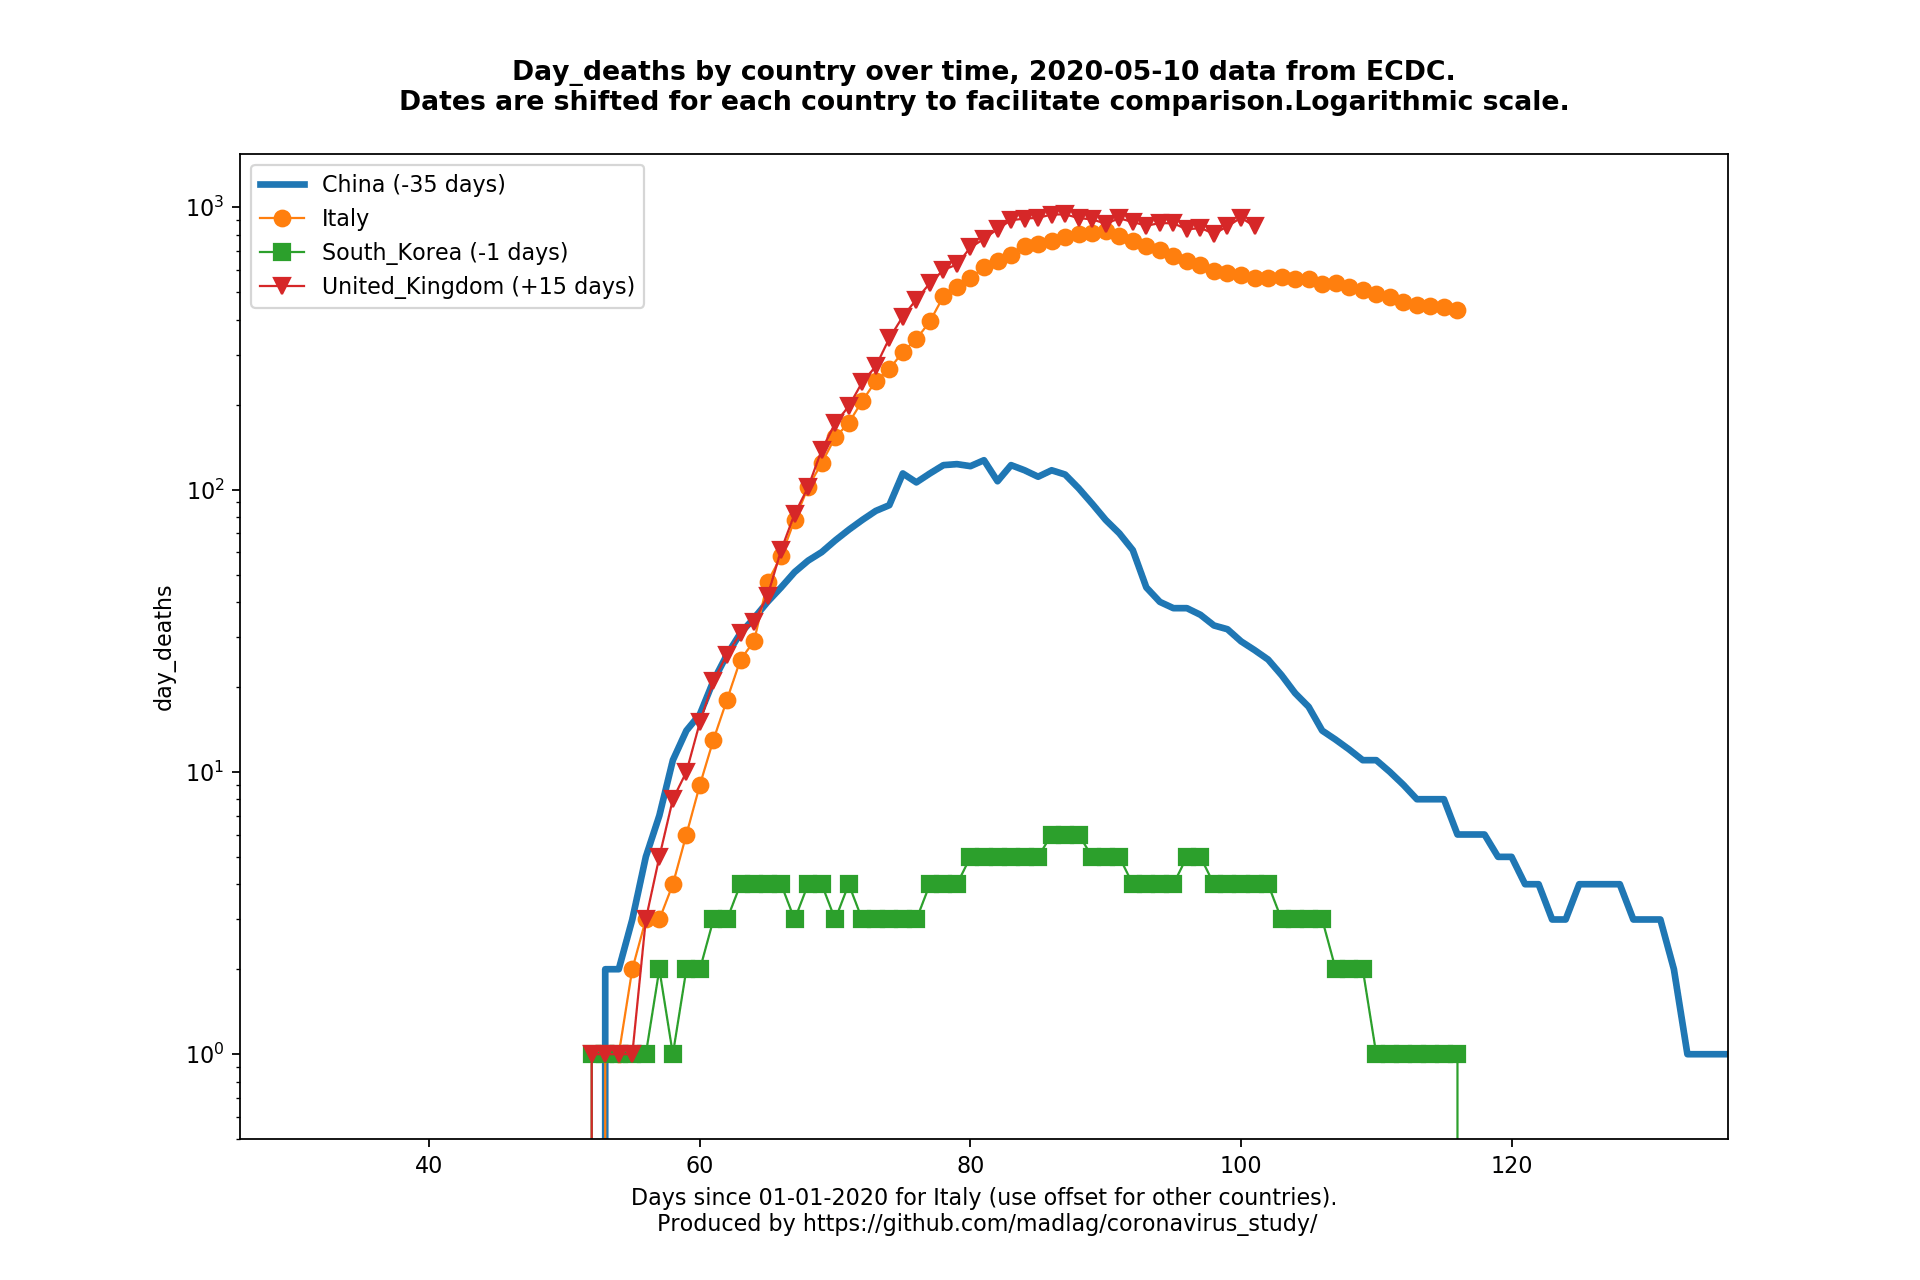 Day_deaths by country over time, 2020-05-10 data from ECDC.
Dates are shifted for each country to facilitate comparison.Logarithmic scale.
China (-35 days)
Italy
South_Korea (-1 days)
United_Kingdom (+15 days)
10³
10²
10¹
10⁰
day_deaths
40 60 80 100 120
Days since 01-01-2020 for Italy (use offset for other countries).
Produced by https://github.com/madlag/coronavirus_study/